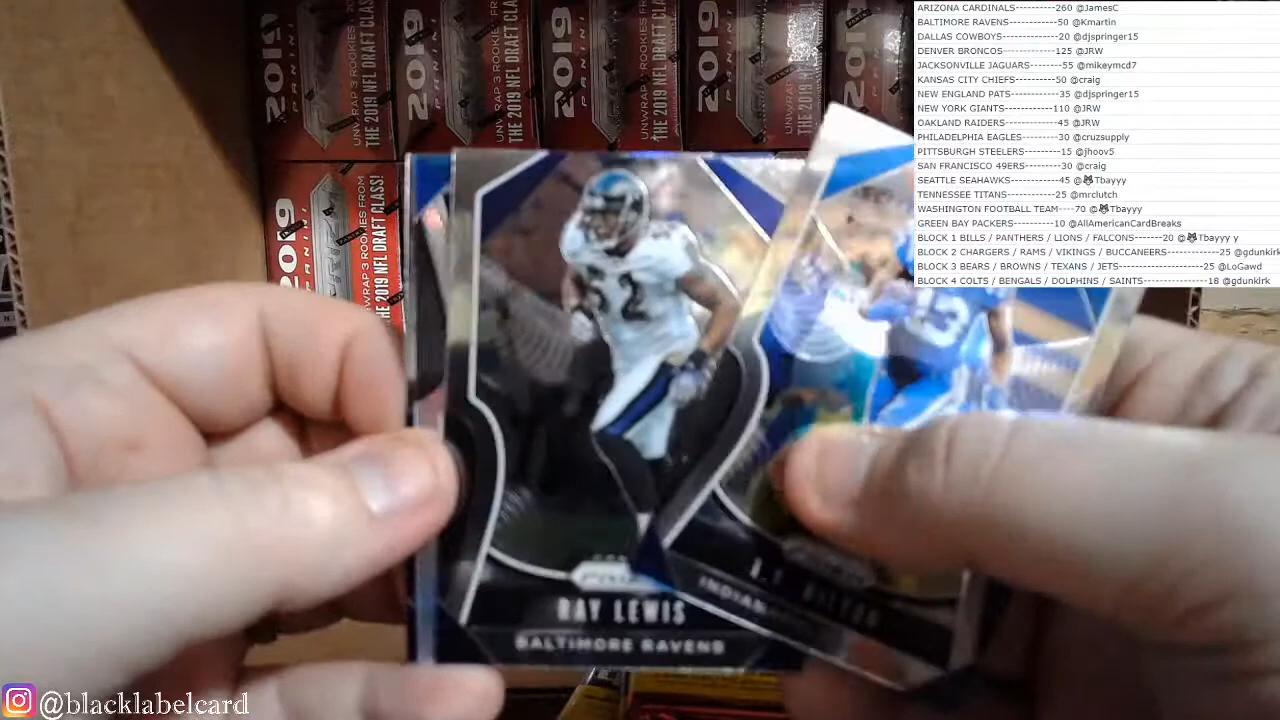 ARIZONA CARDINALS----------260 @JamesC
BALTIMORE RAVENS------------50 @Kmartin
DALLAS COWBOYS--------------20 @djspringer15
DENVER BRONCOS-------------125 @JRW
JACKSONVILLE JAGUARS--------55 @mikeymcd7
KANSAS CITY CHIEFS----------50 @craig
NEW ENGLAND PATS------------35 @djspringer15
NEW YORK GIANTS------------110 @JRW
OAKLAND RAIDERS-------------45 @JRW
PHILADELPHIA EAGLES---------30 @cruzsupply
PITTSBURGH STEELERS---------15 @jhoov5
SAN FRANCISCO 49ERS---------30 @craig
SEATTLE SEAHAWKS------------45 @😈Tbayyy
TENNESSEE TITANS------------25 @mrclutch
WASHINGTON FOOTBALL TEAM----70 @😈Tbayyy
GREEN BAY PACKERS-----------10 @AllAmericanCardBreaks
BLOCK 1 BILLS / PANTHERS / LIONS / FALCONS-------20 @😈Tbayyy y
BLOCK 2 CHARGERS / RAMS / VIKINGS / BUCCANEERS-------25 @gdunkirk
BLOCK 3 BEARS / BROWNS / TEXANS / JETS---------------------25 @LoGawd
BLOCK 4 COLTS / BENGALS / DOLPHINS / SAINTS----------------18 @gdunkirk
2019
PANINI
UNWRAP 3 ROOKIES FROM
THE 2019 NFL DRAFT CLASS!
52
RAY LEWIS
BALTIMORE RAVENS
INDIAN
@blacklabelcard